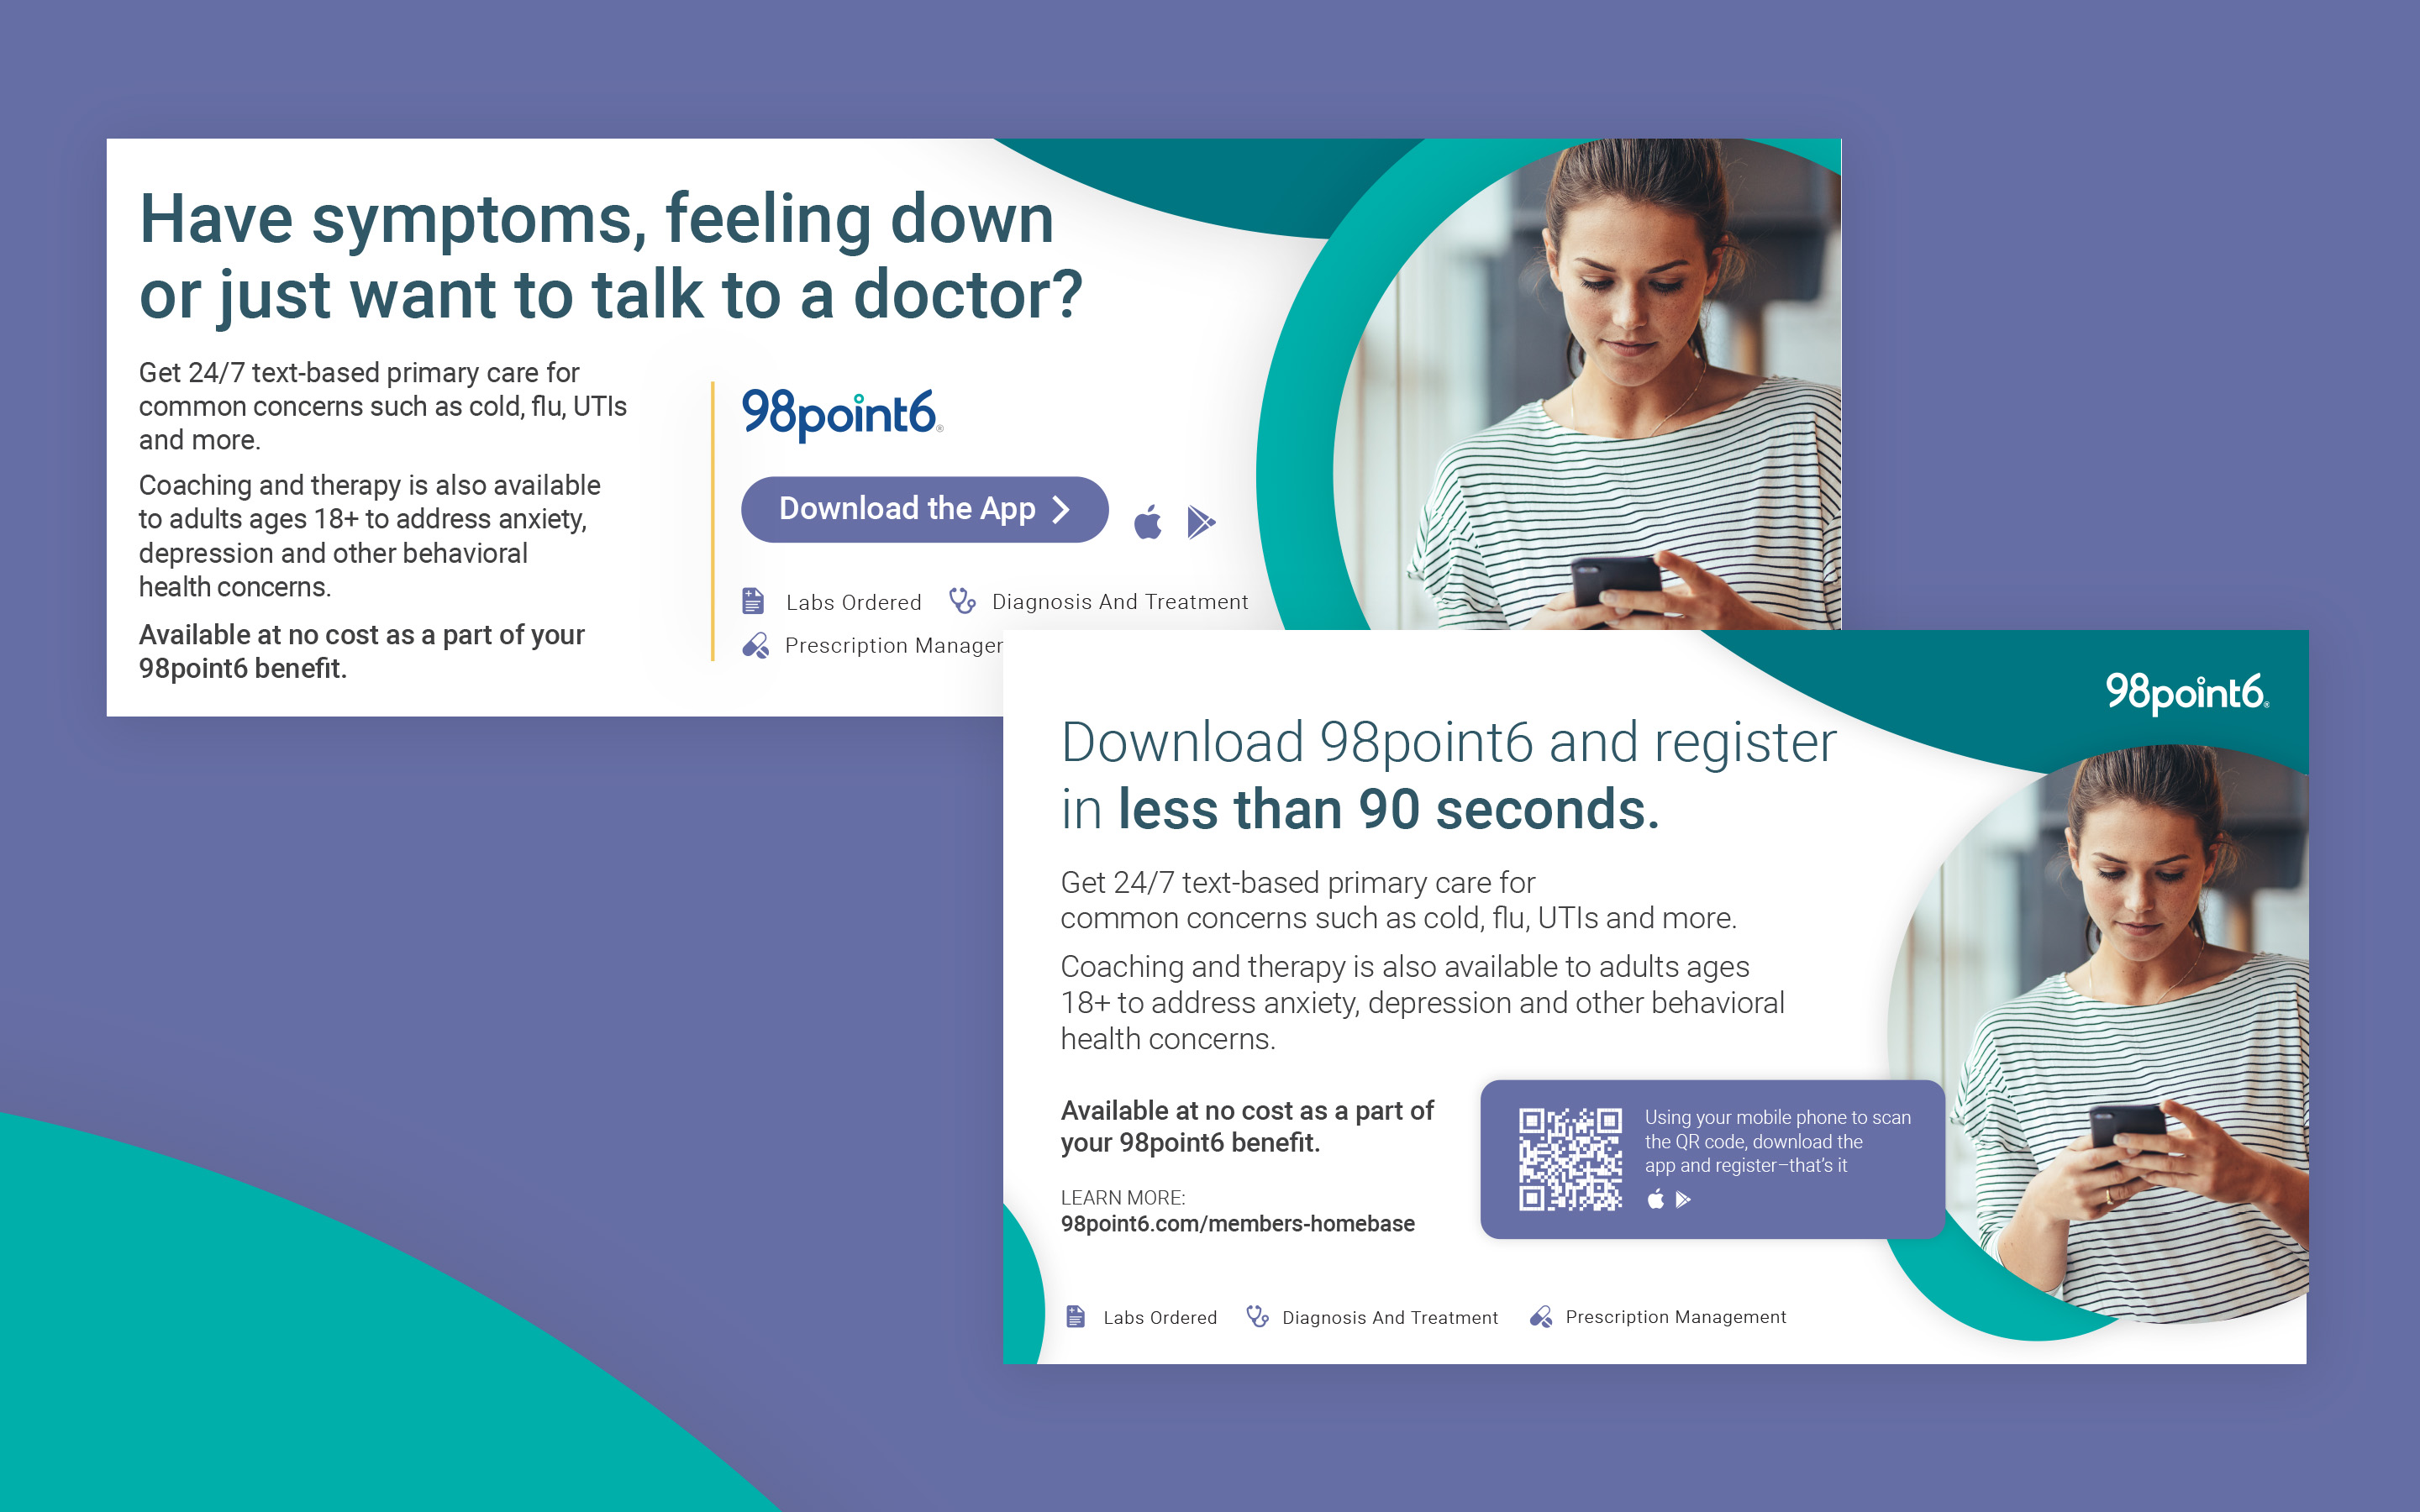 Have symptoms, feeling down
or just want to talk to a doctor?
Get 24/7 text-based primary care for
common concerns such as cold, flu, UTIs
and more.
Coaching and therapy is also available
to adults ages 18+ to address anxiety,
depression and other behavioral
health concerns.
Available at no cost as a part of your
98point6 benefit.
98point6®
Download the App
Labs Ordered
Diagnosis And Treatment
Prescription Manager
98point6®
Download 98point6 and register
in less than 90 seconds.
Get 24/7 text-based primary care for
common concerns such as cold, flu, UTIs and more.
Coaching and therapy is also available to adults ages
18+ to address anxiety, depression and other behavioral
health concerns.
Available at no cost as a part of
your 98point6 benefit.
LEARN MORE:
98point6.com/members-homebase
Using your mobile phone to scan
the QR code, download the
app and register–that's it
Labs Ordered
Diagnosis And Treatment
Prescription Management